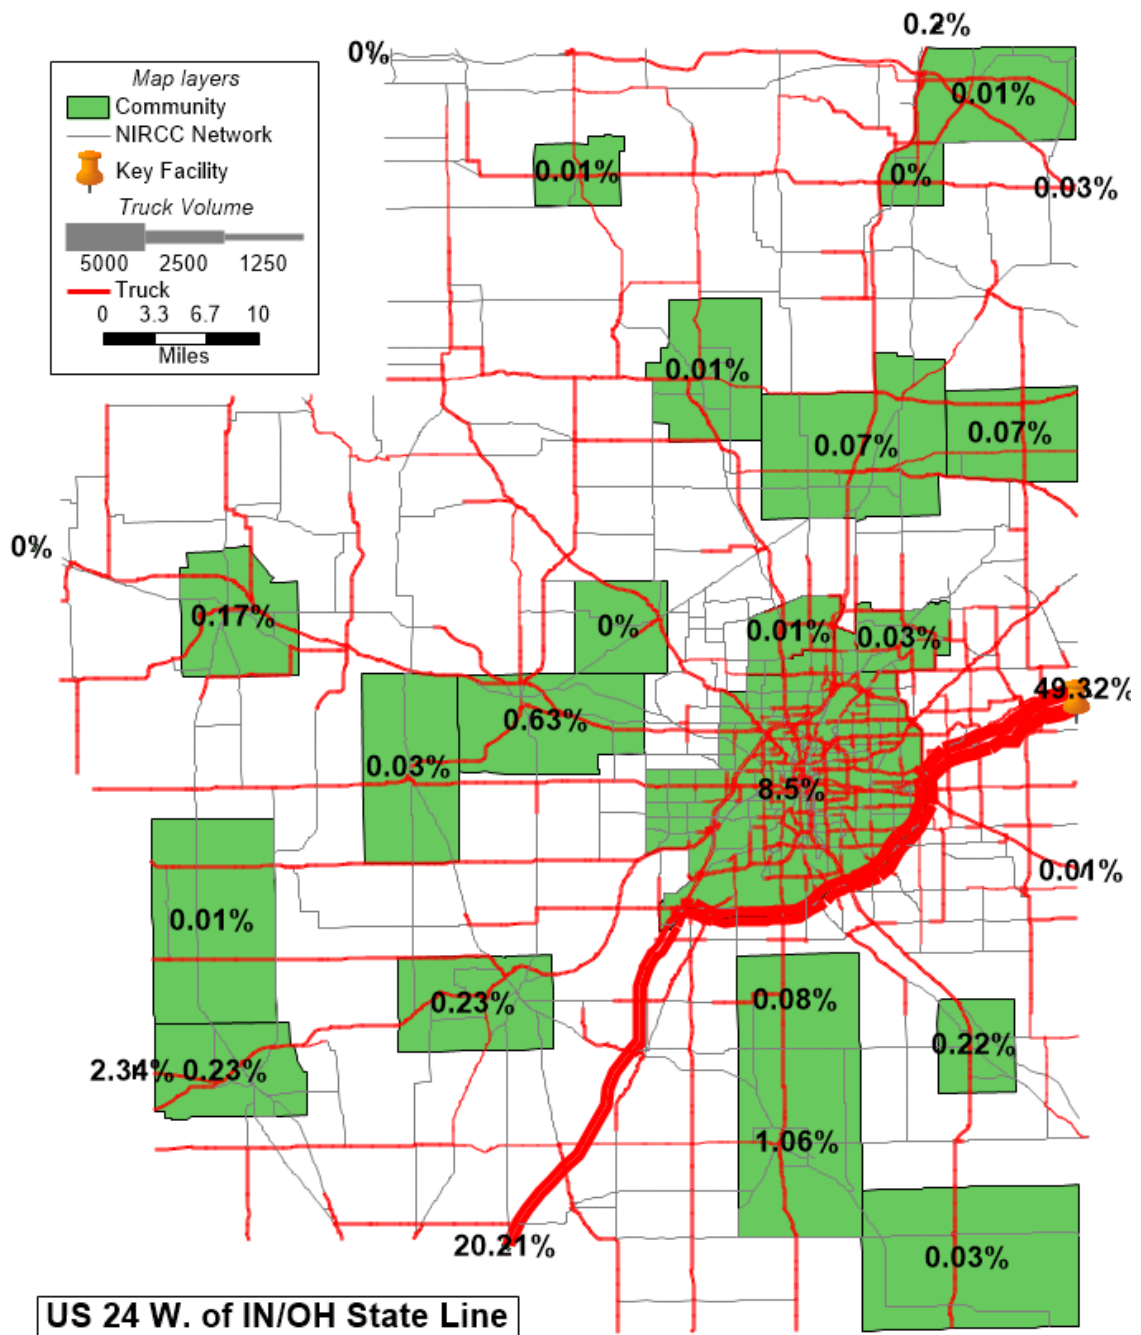 0.2%
0%
Map layers
Community
NIRCC Network
Key Facility
Truck Volume
5000 2500 1250
Truck
0 3.3 6.7 10
Miles
0.01%
0.01%
0%
0.03%
0.01%
0.07%
0.07%
0%
0.17%
0%
0.01%
0.03%
49.32%
0.63%
0.03%
8.5%
0.01%
0.01%
0.23%
0.08%
0.22%
2.34% 0.23%
1.06%
20.21%
0.03%
US 24 W. of IN/OH State Line